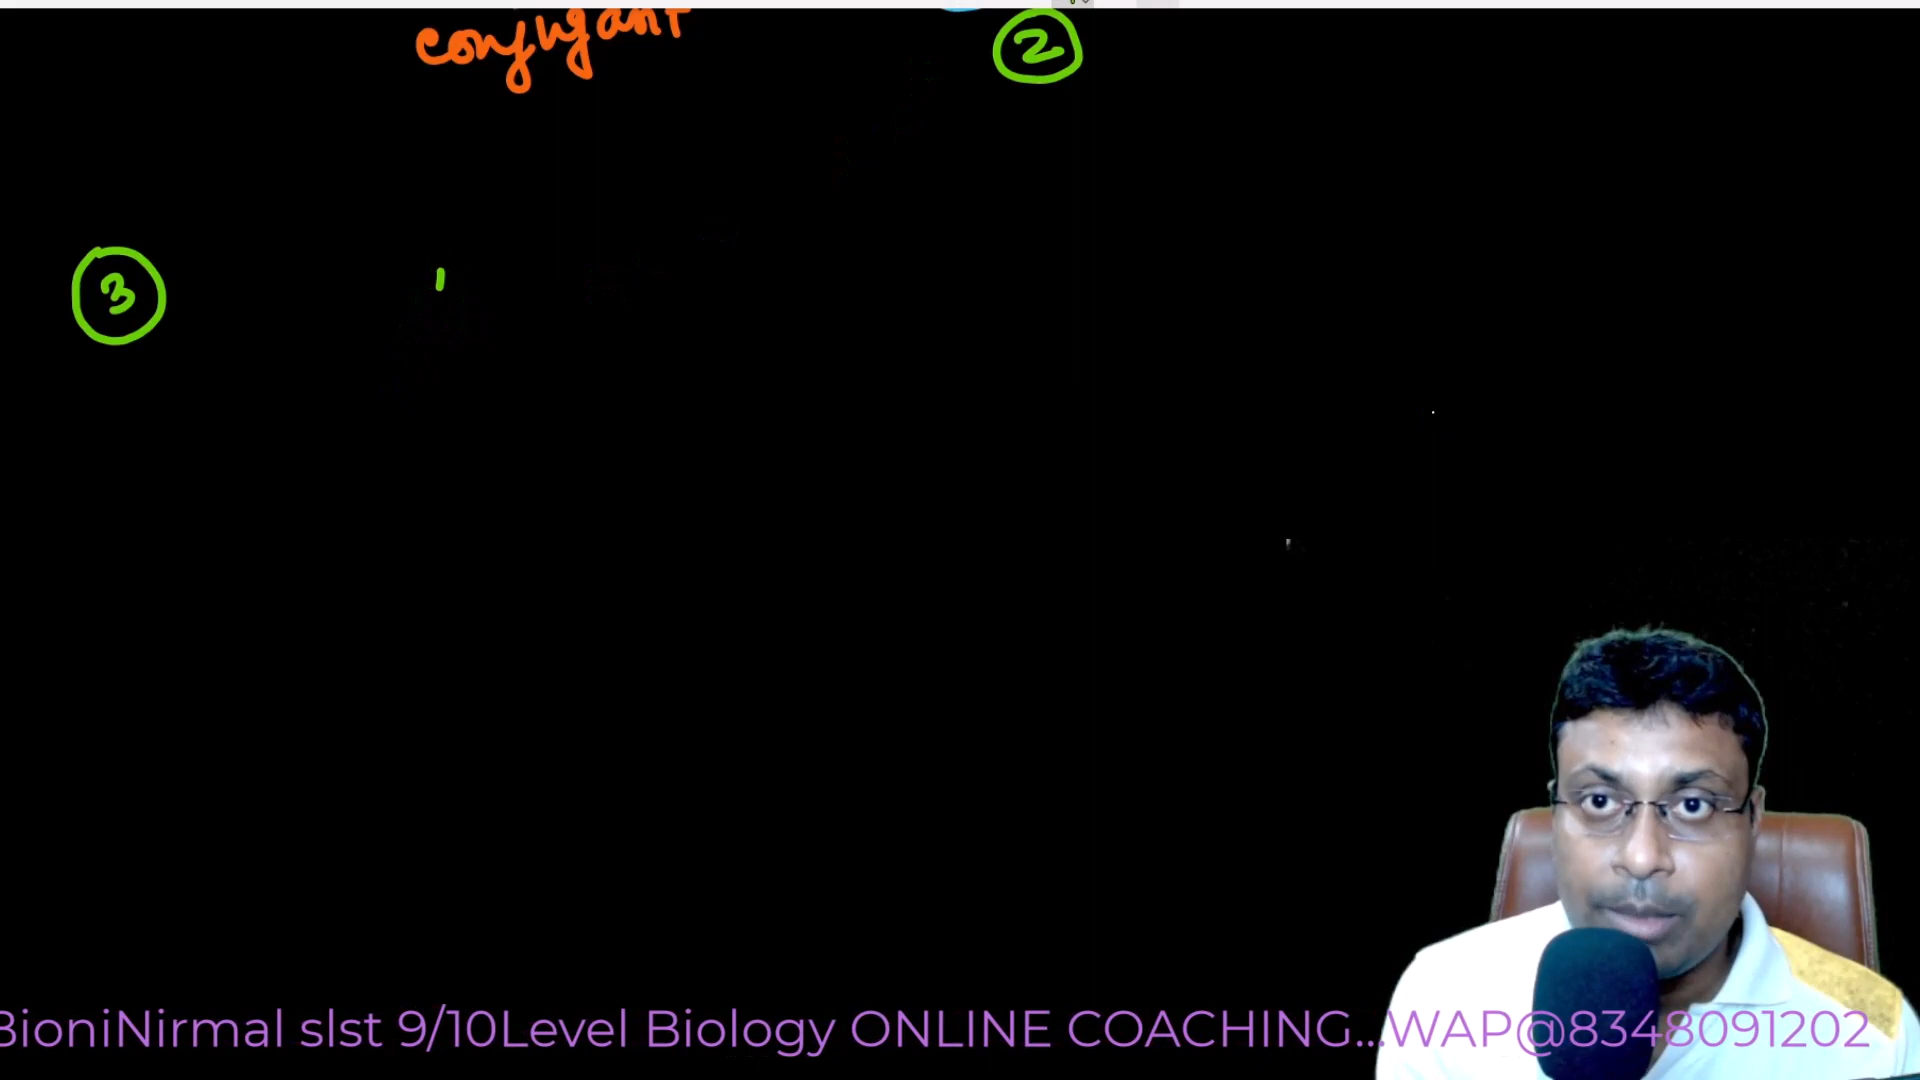 conjugant
2
3
BioniNirmal slst 9/10Level Biology ONLINE COACHING...WAP@8348091202